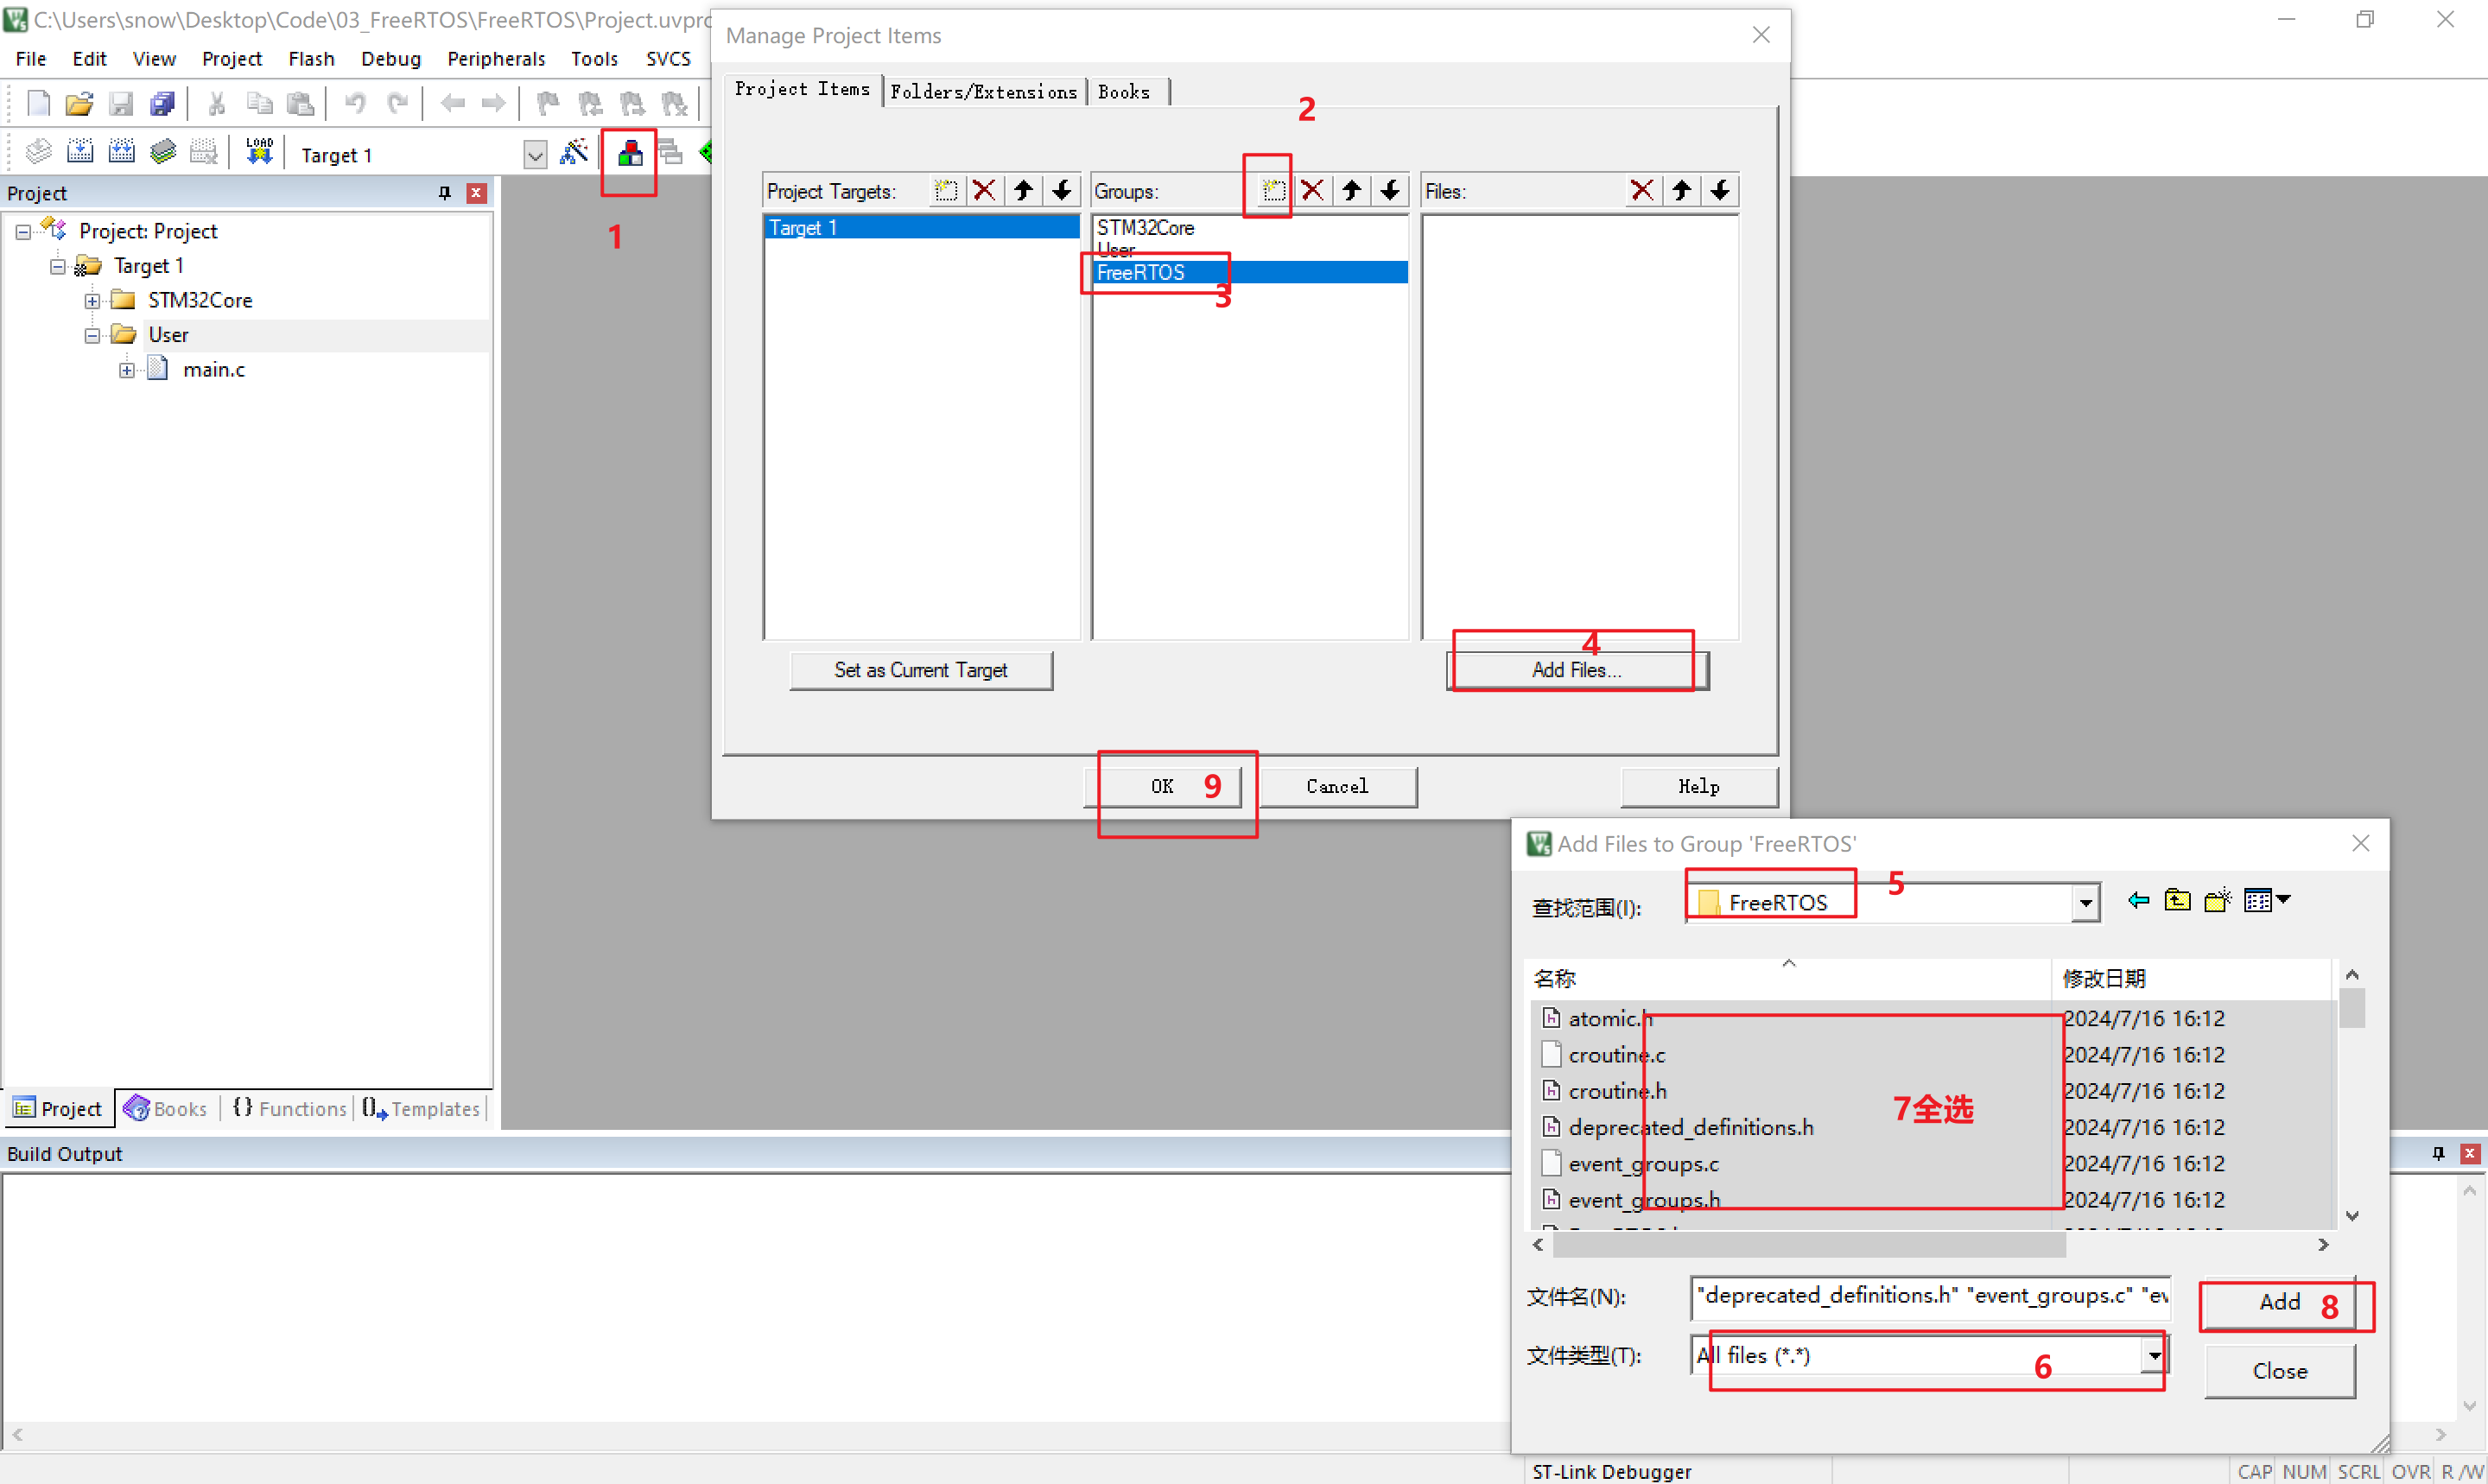 C:\Users\snow\Desktop\Code\03_FreeRTOS\FreeRTOS\Project.uvpro
File Edit View Project Flash Debug Peripherals Tools SVCS
LOAD
Target 1
1
Project
Project: Project
Target 1
STM32Core
User
main.c
Project Books Functions Templates
Manage Project Items
Project Items Folders/Extensions Books
2
Project Targets:
Groups:
Files:
Target 1
STM32Core
User
FreeRTOS
3
4
Set as Current Target
Add Files...
OK 9
Cancel
Help
Add Files to Group 'FreeRTOS'
查找范围(I):
FreeRTOS
5
名称 修改日期
atomic.h 2024/7/16 16:12
croutine.c 2024/7/16 16:12
croutine.h 2024/7/16 16:12
deprecated_definitions.h 2024/7/16 16:12
event_groups.c 2024/7/16 16:12
event_groups.h 2024/7/16 16:12
7全选
文件名(N): "deprecated_definitions.h" "event_groups.c" "ev
Add 8
文件类型(T): All files (*.*)
6
Close
Build Output
ST-Link Debugger
CAP NUM SCRL OVR R/W